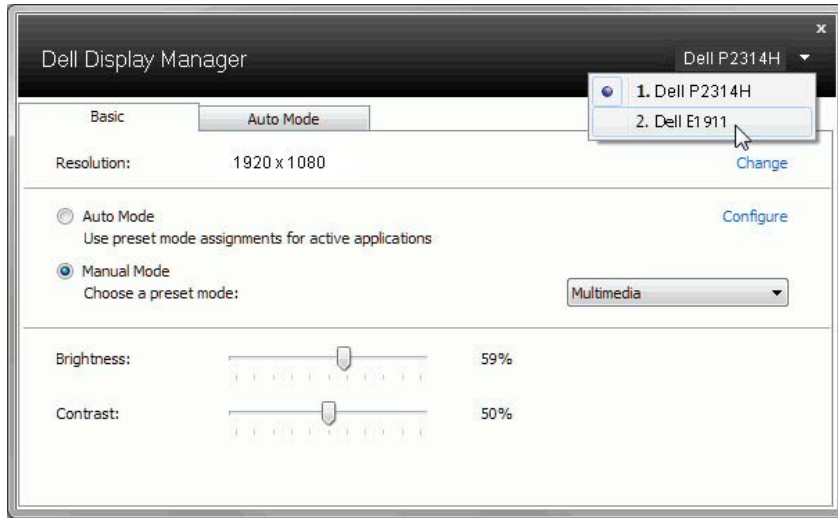 x
Dell Display Manager
Dell P2314H
1. Dell P2314H
2. Dell E1911
Basic
Auto Mode
Resolution:
1920 x 1080
Change
Auto Mode
Configure
Use preset mode assignments for active applications
Manual Mode
Choose a preset mode:
Multimedia
Brightness:
59%
Contrast:
50%